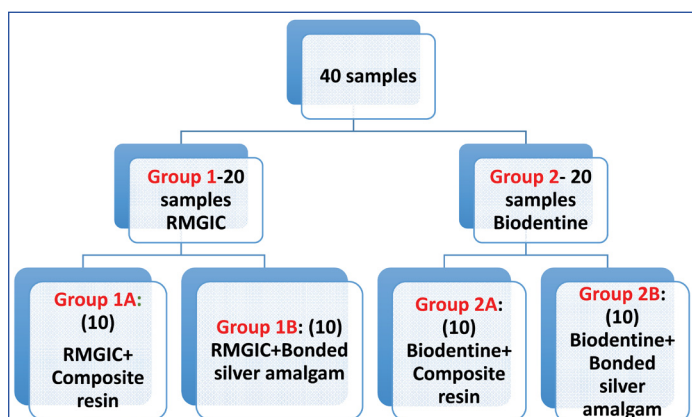 40 samples
Group 1-20
samples
RMGIC
Group 2- 20
samples
Biodentine
Group 1A:
(10)
RMGIC+
Composite
resin
Group 1B: (10)
RMGIC+Bonded
silver amalgam
Group 2A:
(10)
Biodentine+
Composite
resin
Group 2B:
(10)
Biodentine+
Bonded
silver
amalgam